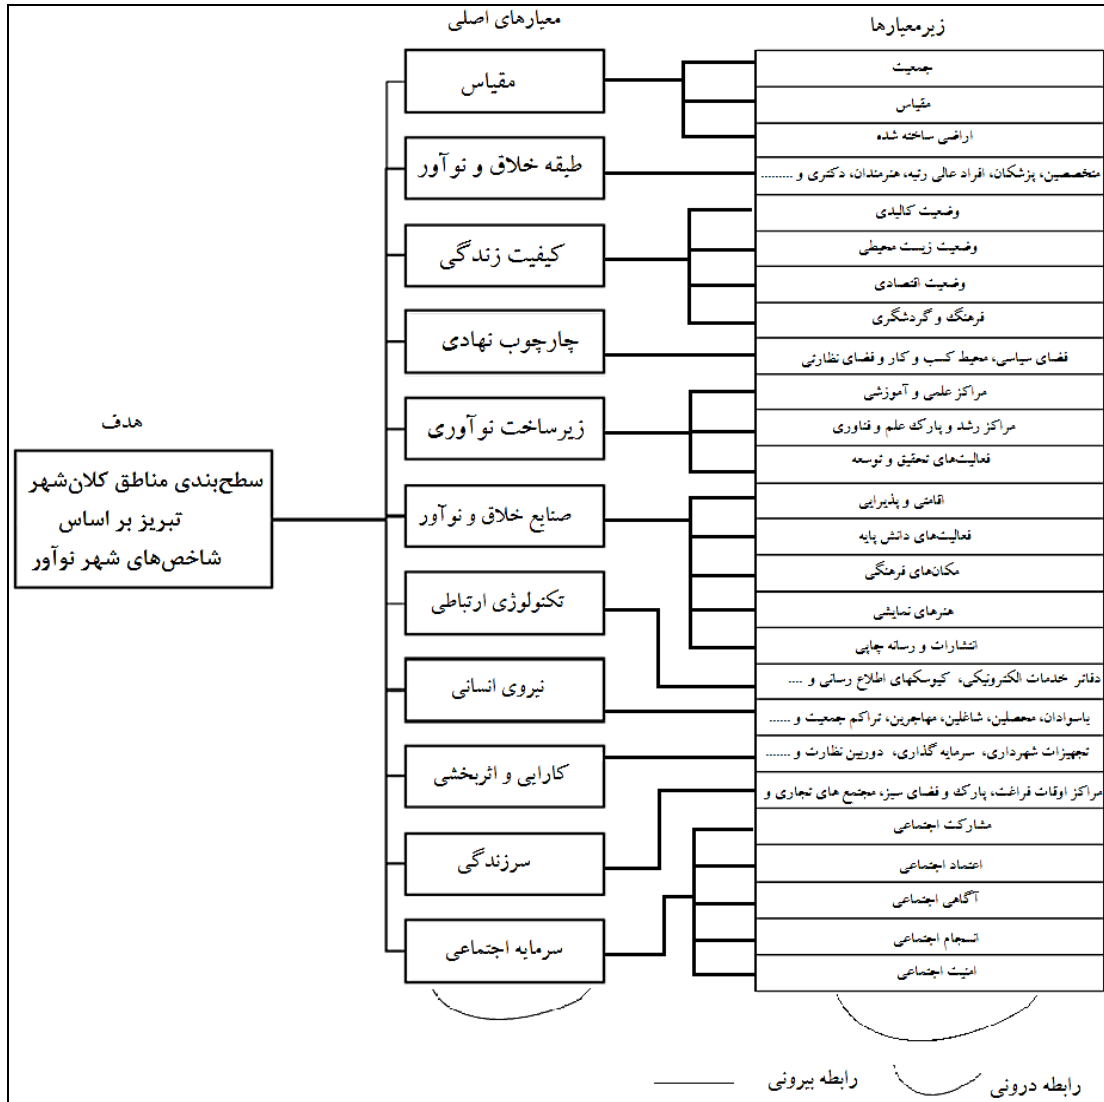 معیارهای اصلی
زیرمعیارها
هدف
سطح‌بندی مناطق کلان‌شهر
تبریز بر اساس
شاخص‌های شهر نوآور
مقیاس
طبقه خلاق و نوآور
کیفیت زندگی
چارچوب نهادی
زیرساخت نوآوری
صنایع خلاق و نوآور
تکنولوژی ارتباطی
نیروی انسانی
کارایی و اثربخشی
سرزندگی
سرمایه اجتماعی
جمعیت
مقیاس
اراضی ساخته شده
متخصصین، پزشکان، افراد عالی رتبه، هنرمندان، دکتری و .........
وضعیت کالبدی
وضعیت زیست محیطی
وضعیت اقتصادی
فرهنگ و گردشگری
فضای سیاسی، محیط کسب و کار و فضای نظارتی
مراکز علمی و آموزشی
مراکز رشد و پارک علم و فناوری
فعالیت‌های تحقیق و توسعه
اقامتی و پذیرایی
فعالیت‌های دانش پایه
مکان‌های فرهنگی
هنرهای نمایشی
انتشارات و رسانه چاپی
دفاتر خدمات الکترونیکی، کیوسکهای اطلاع رسانی و ....
باسوادان، محصلین، شاغلین، مهاجرین، تراکم جمعیت و ......
تجهیزات شهرداری، سرمایه گذاری، دوربین نظارت و .......
مراکز اوقات فراغت، پارک و فضای سبز، مجتمع های تجاری و
مشارکت اجتماعی
اعتماد اجتماعی
آگاهی اجتماعی
انسجام اجتماعی
امنیت اجتماعی
رابطه درونی
رابطه بیرونی